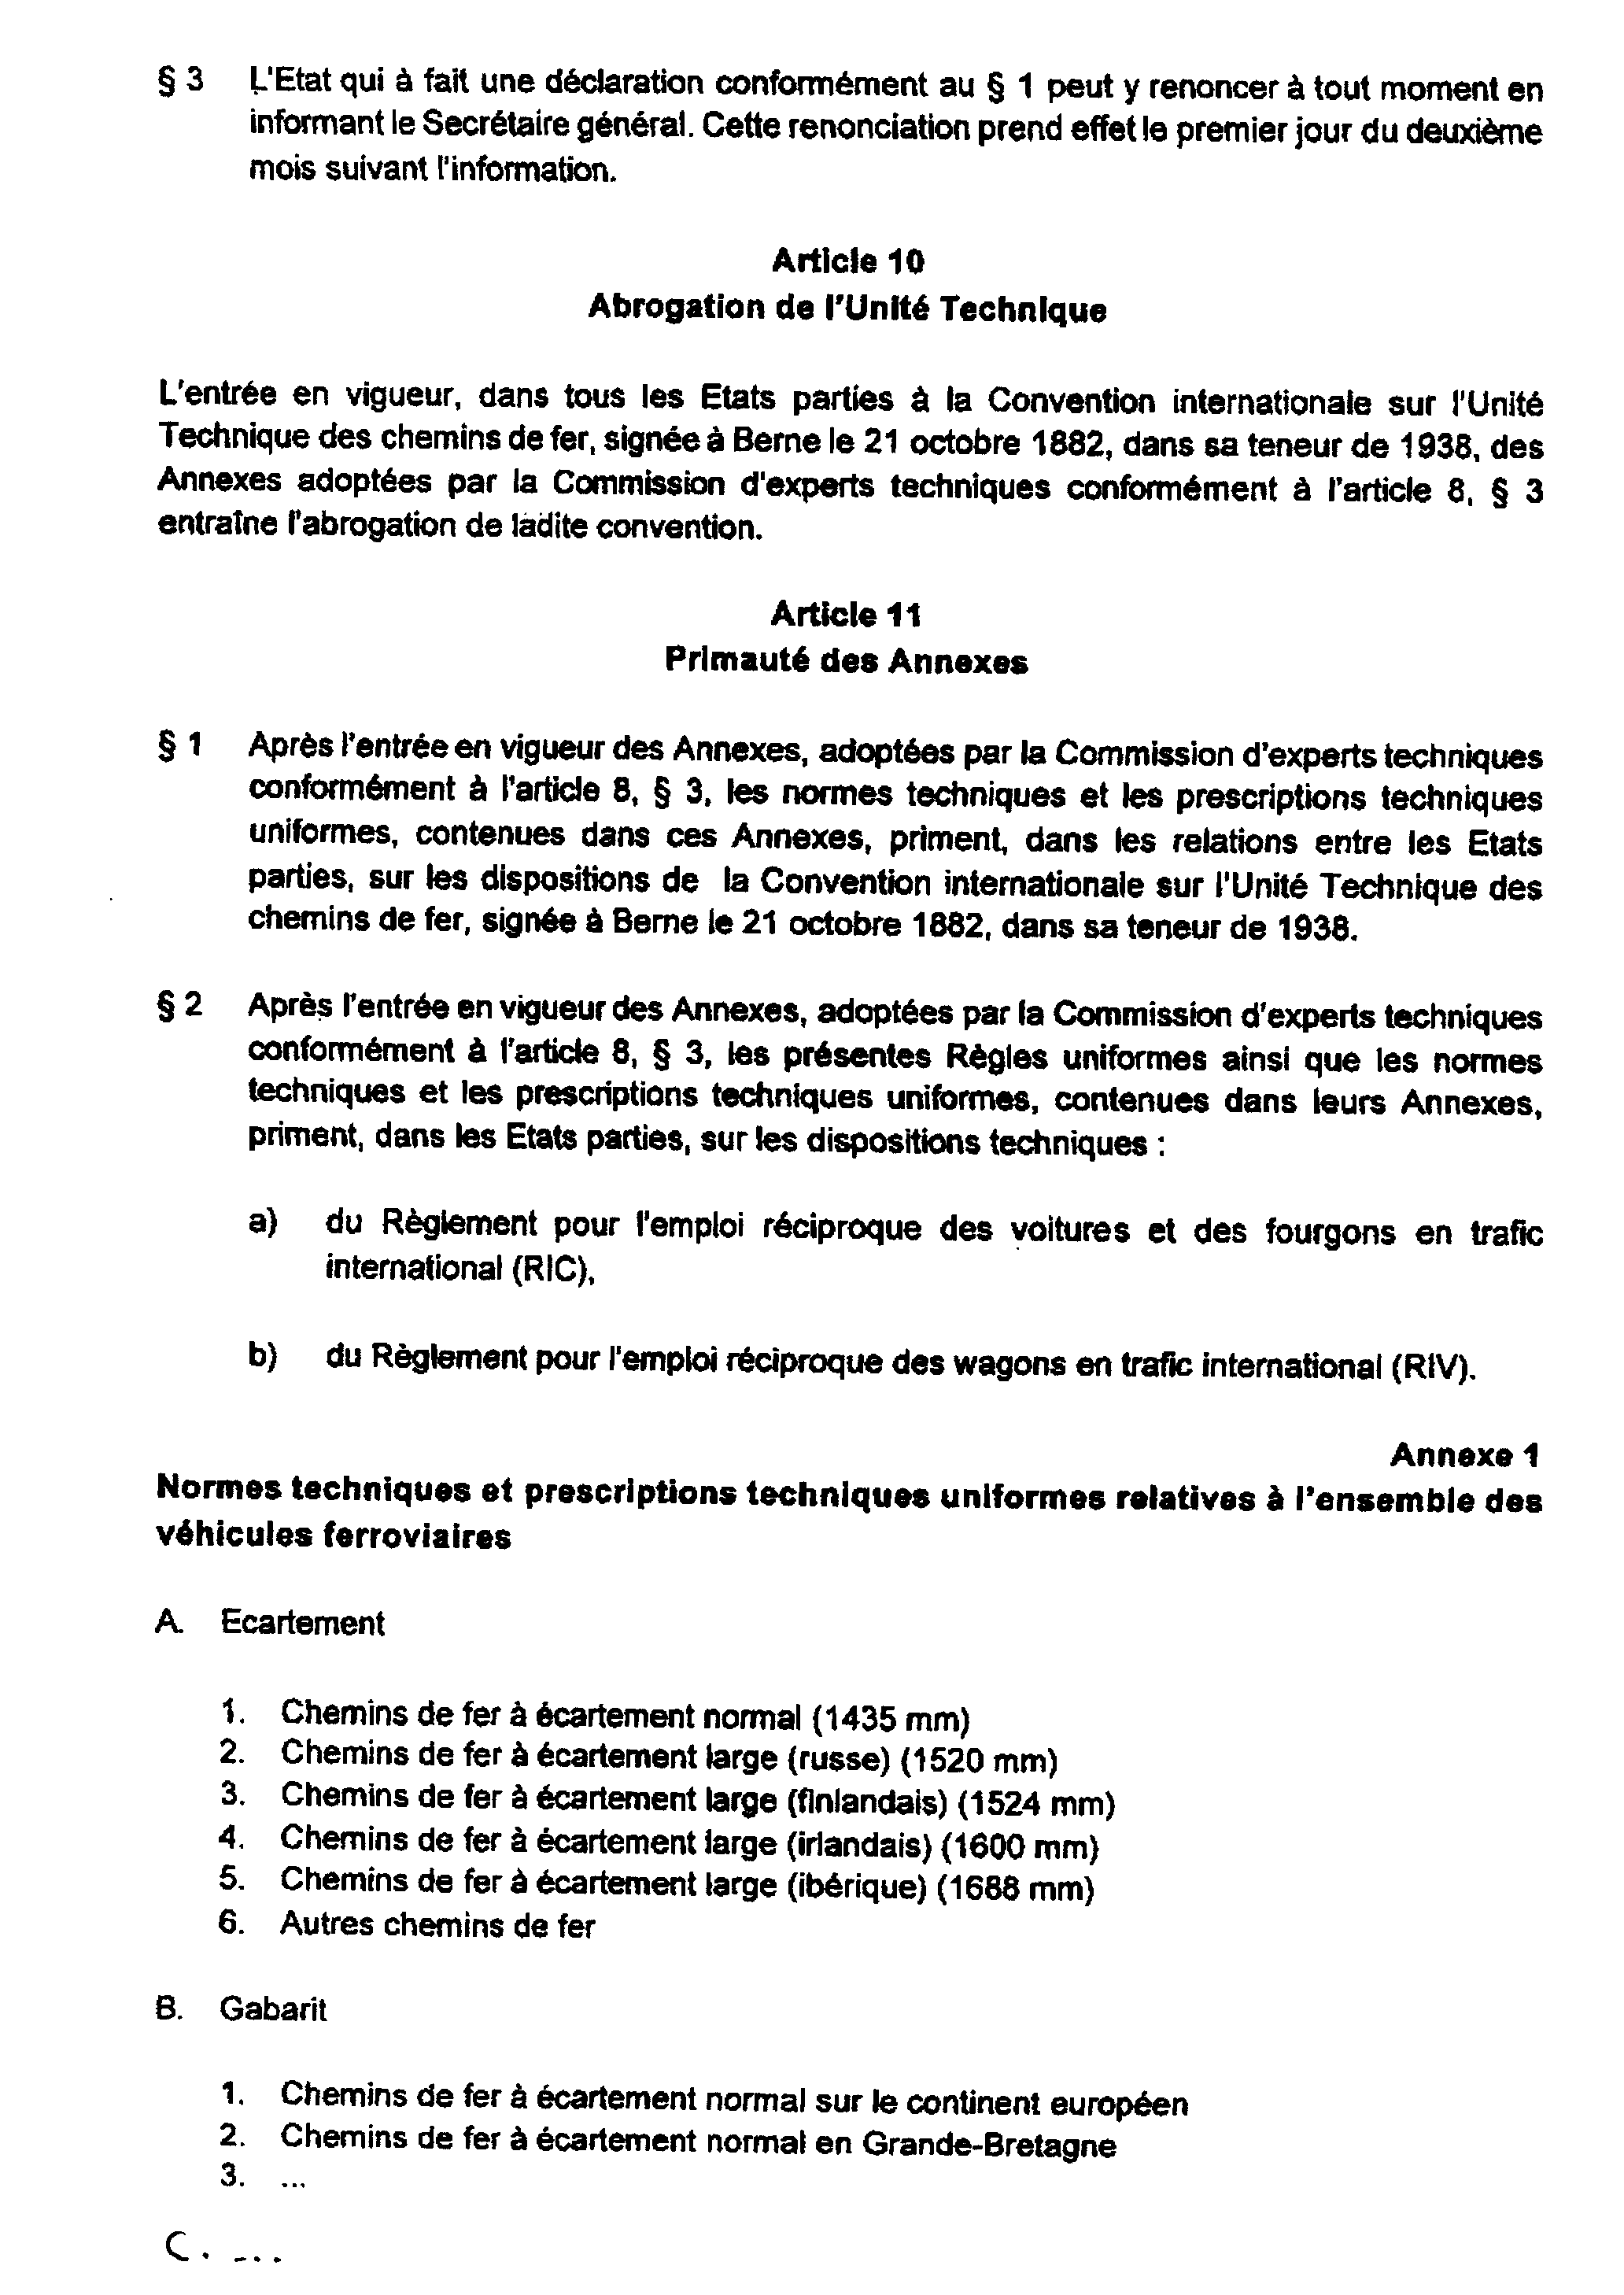 § 3 L'Etat qui à fait une déclaration conformément au § 1 peut y renoncer à tout moment en
informant le Secrétaire général. Cette renonciation prend effet le premier jour du deuxième
mois suivant l'information.
Article 10
Abrogation de l'Unité Technique
L'entrée en vigueur, dans tous les Etats parties à la Convention internationale sur l'Unité
Technique des chemins de fer, signée à Berne le 21 octobre 1882, dans sa teneur de 1938, des
Annexes adoptées par la Commission d'experts techniques conformément à l'article 8, § 3
entraîne l'abrogation de ladite convention.
Article 11
Primauté des Annexes
§ 1 Après l'entrée en vigueur des Annexes, adoptées par la Commission d'experts techniques
conformément à l'article 8, § 3, les normes techniques et les prescriptions techniques
uniformes, contenues dans ces Annexes, priment, dans les relations entre les Etats
parties, sur les dispositions de la Convention internationale sur l'Unité Technique des
chemins de fer, signée à Berne le 21 octobre 1882, dans sa teneur de 1938.
§ 2 Après l'entrée en vigueur des Annexes, adoptées par la Commission d'experts techniques
conformément à l'article 8, § 3, les présentes Règles uniformes ainsi que les normes
techniques et les prescriptions techniques uniformes, contenues dans leurs Annexes,
priment, dans les Etats parties, sur les dispositions techniques :
a) du Règlement pour l'emploi réciproque des voitures et des fourgons en trafic
international (RIC),
b) du Règlement pour l'emploi réciproque des wagons en trafic international (RIV).
Annexe 1
Normes techniques et prescriptions techniques uniformes relatives à l'ensemble des
véhicules ferroviaires
A. Ecartement
1. Chemins de fer à écartement normal (1435 mm)
2. Chemins de fer à écartement large (russe) (1520 mm)
3. Chemins de fer à écartement large (finlandais) (1524 mm)
4. Chemins de fer à écartement large (irlandais) (1600 mm)
5. Chemins de fer à écartement large (ibérique) (1688 mm)
6. Autres chemins de fer
B. Gabarit
1. Chemins de fer à écartement normal sur le continent européen
2. Chemins de fer à écartement normal en Grande-Bretagne
3. ...
C. ...